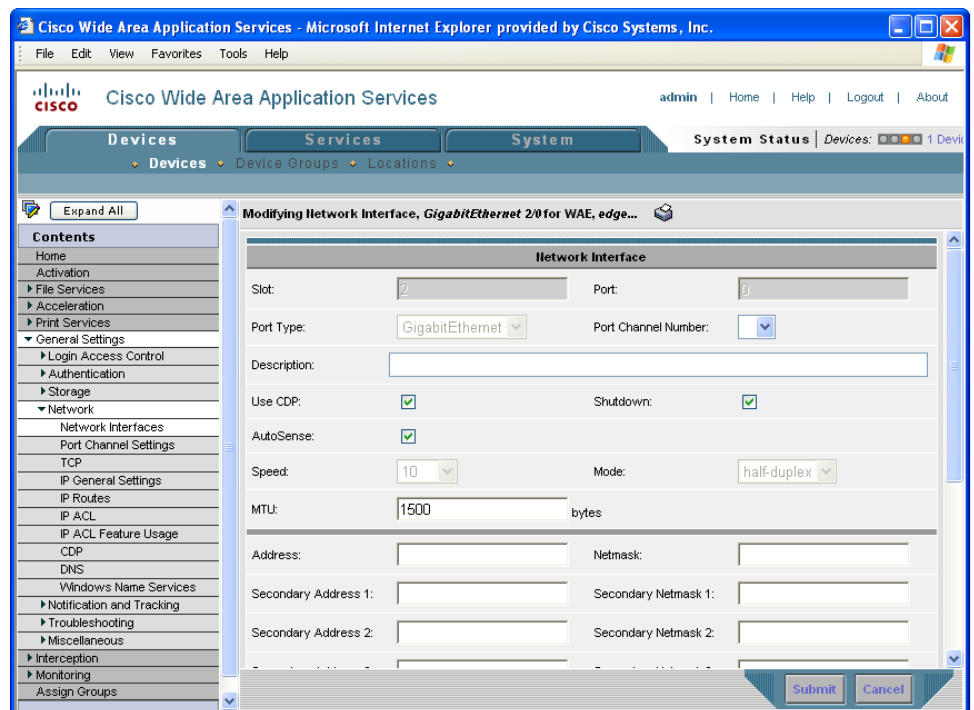 Cisco Wide Area Application Services - Microsoft Internet Explorer provided by Cisco Systems, Inc.
File Edit View Favorites Tools Help
CISCO Cisco Wide Area Application Services
admin | Home | Help | Logout | About
Devices Services System
System Status | Devices: 1 Devic
Devices Device Groups Locations
Expand All
Modifying Network Interface, GigabitEthernet 2/0 for WAE, edge...
Contents
Home
Activation
File Services
Acceleration
Print Services
General Settings
Login Access Control
Authentication
Storage
Network
Network Interfaces
Port Channel Settings
TCP
IP General Settings
IP Routes
IP ACL
IP ACL Feature Usage
CDP
DNS
Windows Name Services
Notification and Tracking
Troubleshooting
Miscellaneous
Interception
Monitoring
Assign Groups
Network Interface
Slot: 2 Port: 0
Port Type: GigabitEthernet Port Channel Number:
Description:
Use CDP: Shutdown:
AutoSense:
Speed: 10 Mode: half-duplex
MTU: 1500 bytes
Address: Netmask:
Secondary Address 1: Secondary Netmask 1:
Secondary Address 2: Secondary Netmask 2:
Submit Cancel